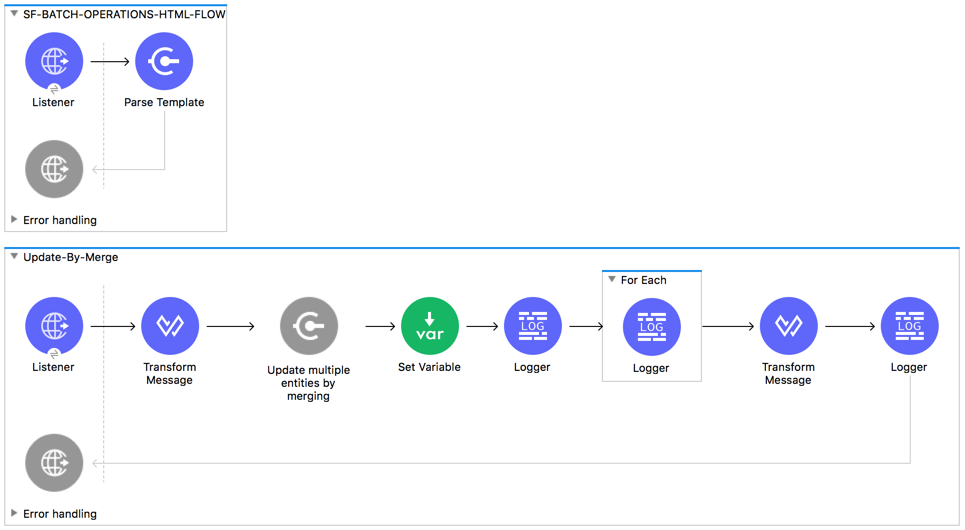 SF-BATCH-OPERATIONS-HTML-FLOW
Listener
Parse Template
Error handling
Update-By-Merge
For Each
LOG
LOG
LOG
var
Listener
Transform
Message
Update multiple
entities by
merging
Set Variable
Logger
Logger
Transform
Message
Logger
Error handling